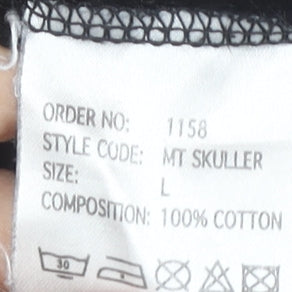 ORDER NO: 1158
STYLE CODE: MT SKULLER
SIZE: L
COMPOSITION: 100% COTTON
30